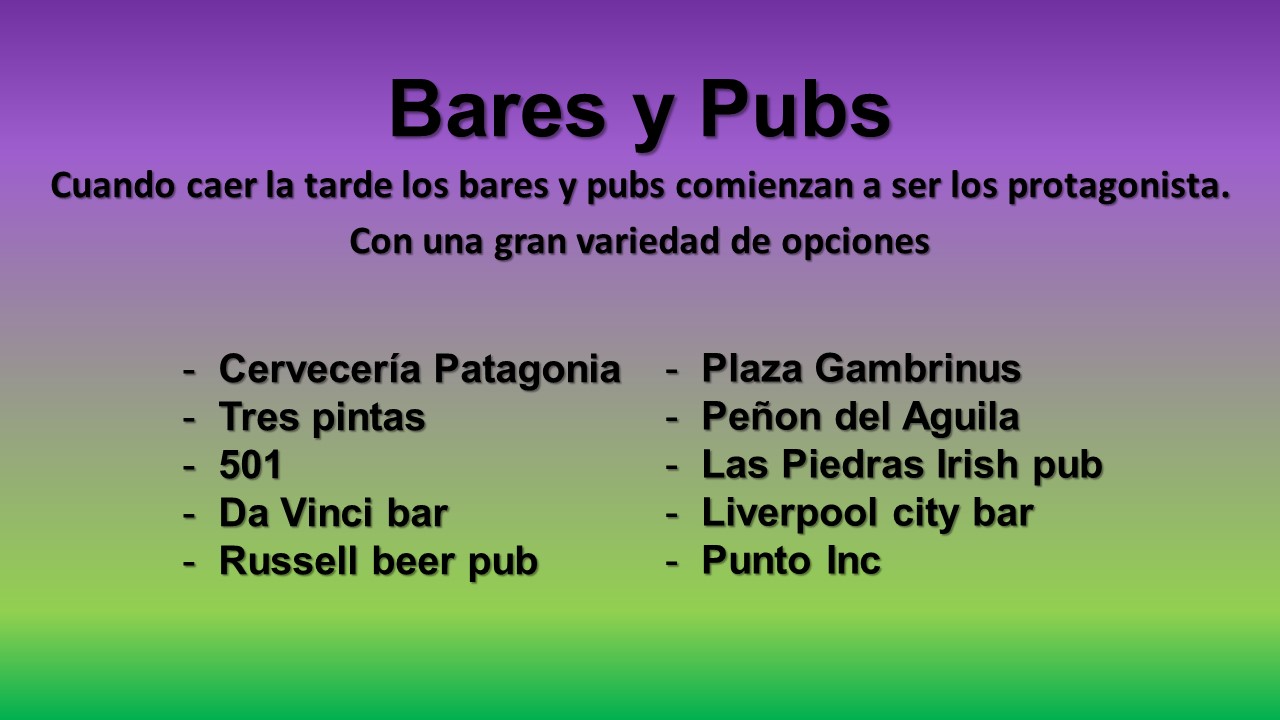 Bares y Pubs
Cuando caer la tarde los bares y pubs comienzan a ser los protagonista.
Con una gran variedad de opciones
- Cervecería Patagonia
- Tres pintas
- 501
- Da Vinci bar
- Russell beer pub
- Plaza Gambrinus
- Peñon del Aguila
- Las Piedras Irish pub
- Liverpool city bar
- Punto Inc